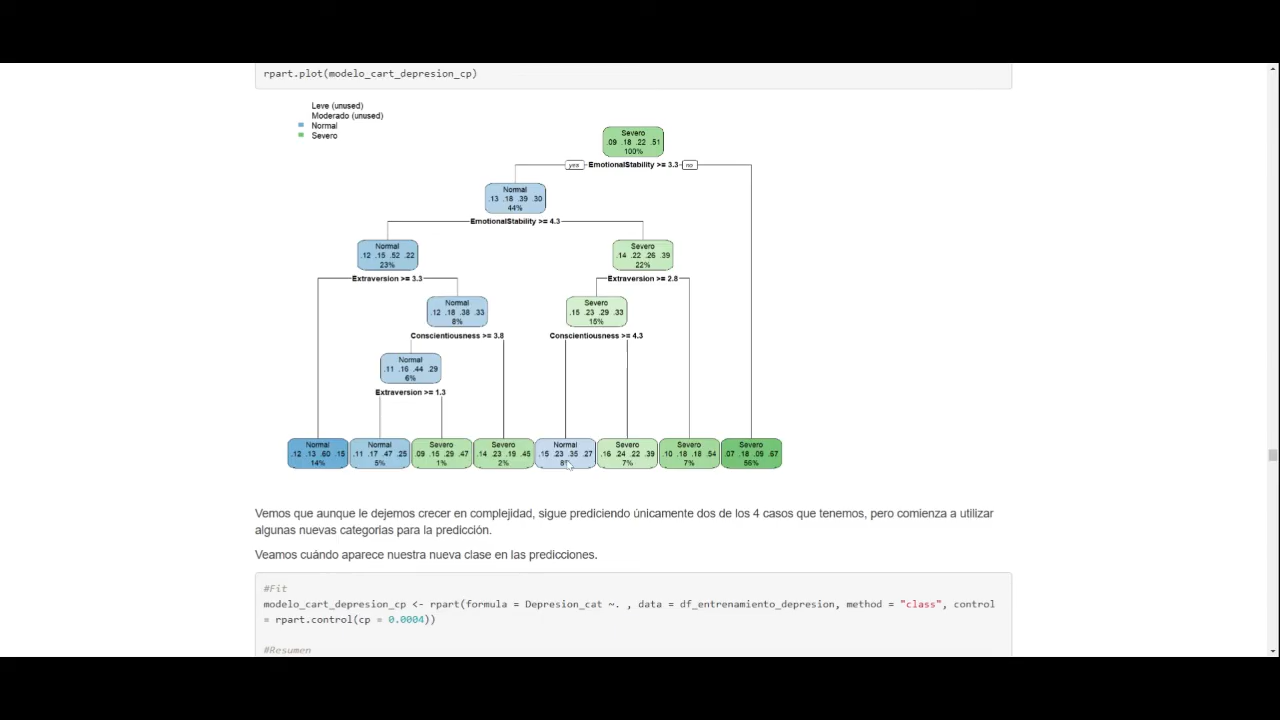 rpart.plot(modelo_cart_depresion_cp)
Leve (unused)
Moderado (unused)
Normal
Severo
Severo
.09 .18 .22 .51
100%
yes
EmotionalStability >= 3.3
no
Normal
.13 .18 .39 .30
44%
EmotionalStability >= 4.3
Normal
.12 .15 .52 .22
23%
Severo
.14 .22 .26 .39
22%
Extraversion >= 3.3
Extraversion >= 2.8
Normal
.12 .18 .38 .33
8%
Severo
.15 .23 .29 .33
15%
Conscientiousness >= 3.8
Conscientiousness >= 4.3
Normal
.11 .16 .44 .29
6%
Extraversion >= 1.3
Normal
.12 .13 .60 .15
14%
Normal
.11 .17 .47 .25
5%
Severo
.09 .15 .29 .47
1%
Severo
.14 .23 .19 .45
2%
Normal
.15 .23 .35 .27
8%
Severo
.16 .24 .22 .39
7%
Severo
.10 .18 .18 .54
7%
Severo
.07 .18 .09 .67
56%
Vemos que aunque le dejemos crecer en complejidad, sigue prediciendo únicamente dos de los 4 casos que tenemos, pero comienza a utilizar
algunas nuevas categorías para la predicción.
Veamos cuándo aparece nuestra nueva clase en las predicciones.
#Fit
modelo_cart_depresion_cp <- rpart(formula = Depresion_cat ~. , data = df_entrenamiento_depresion, method = "class", control
= rpart.control(cp = 0.0004))
#Resumen